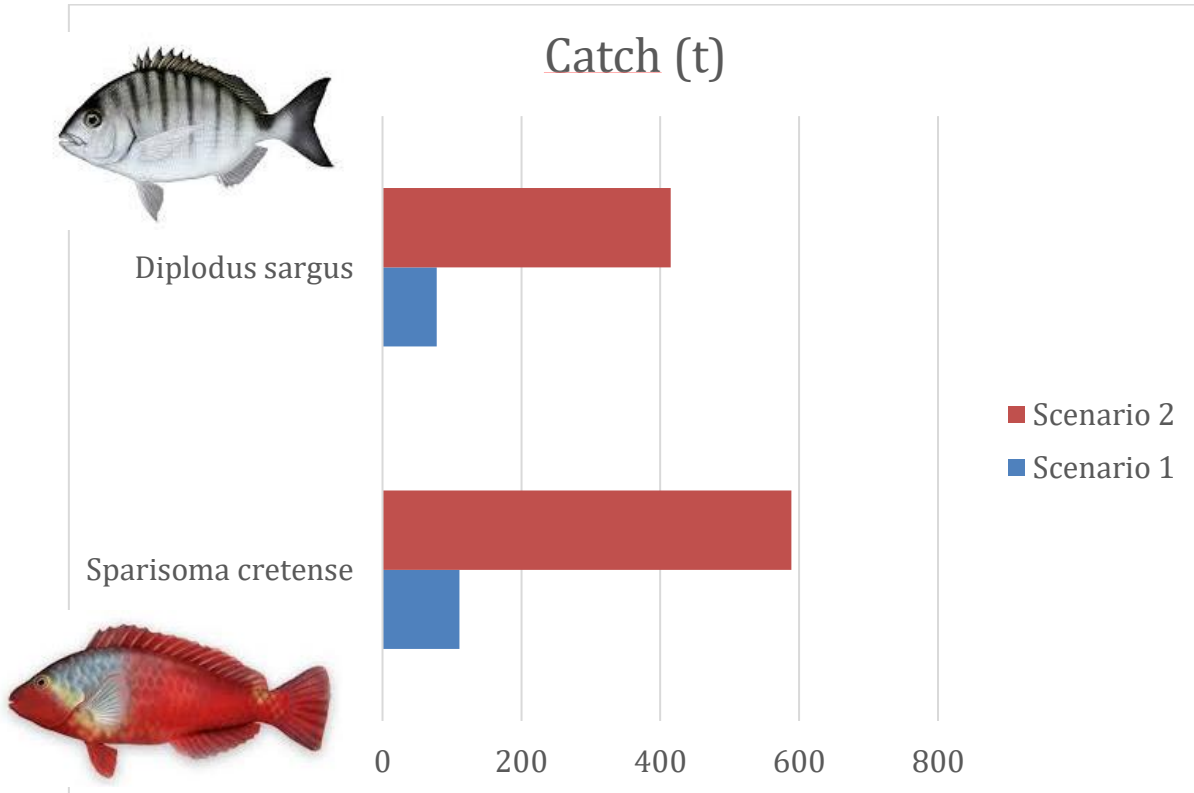 Catch (t)
Diplodus sargus
Scenario 2
Scenario 1
Sparisoma cretense
0 200 400 600 800